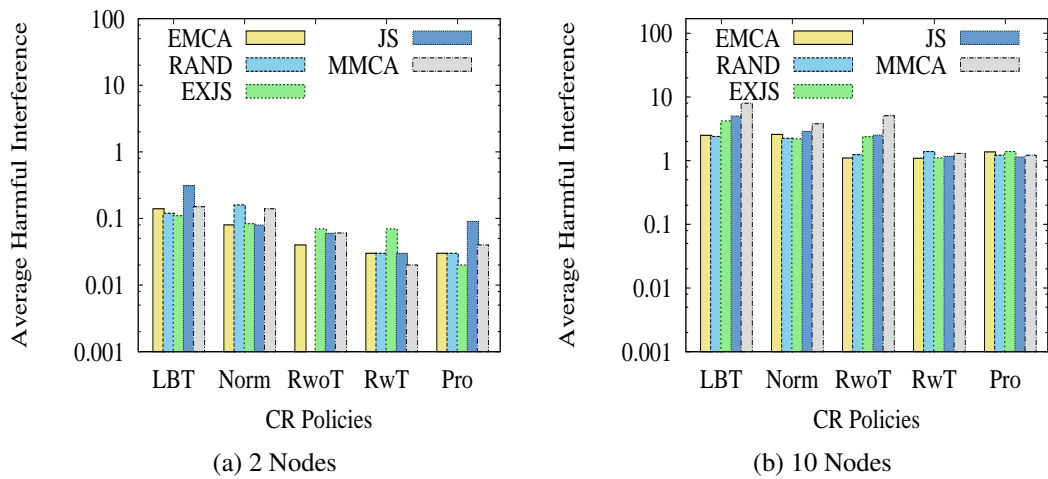 Average Harmful Interference
100
10
1
0.1
0.01
0.001
EMCA
RAND
EXJS
JS
MMCA
LBT Norm RwoT RwT Pro
CR Policies
(a) 2 Nodes
Average Harmful Interference
100
10
1
0.1
0.01
0.001
EMCA
RAND
EXJS
JS
MMCA
LBT Norm RwoT RwT Pro
CR Policies
(b) 10 Nodes